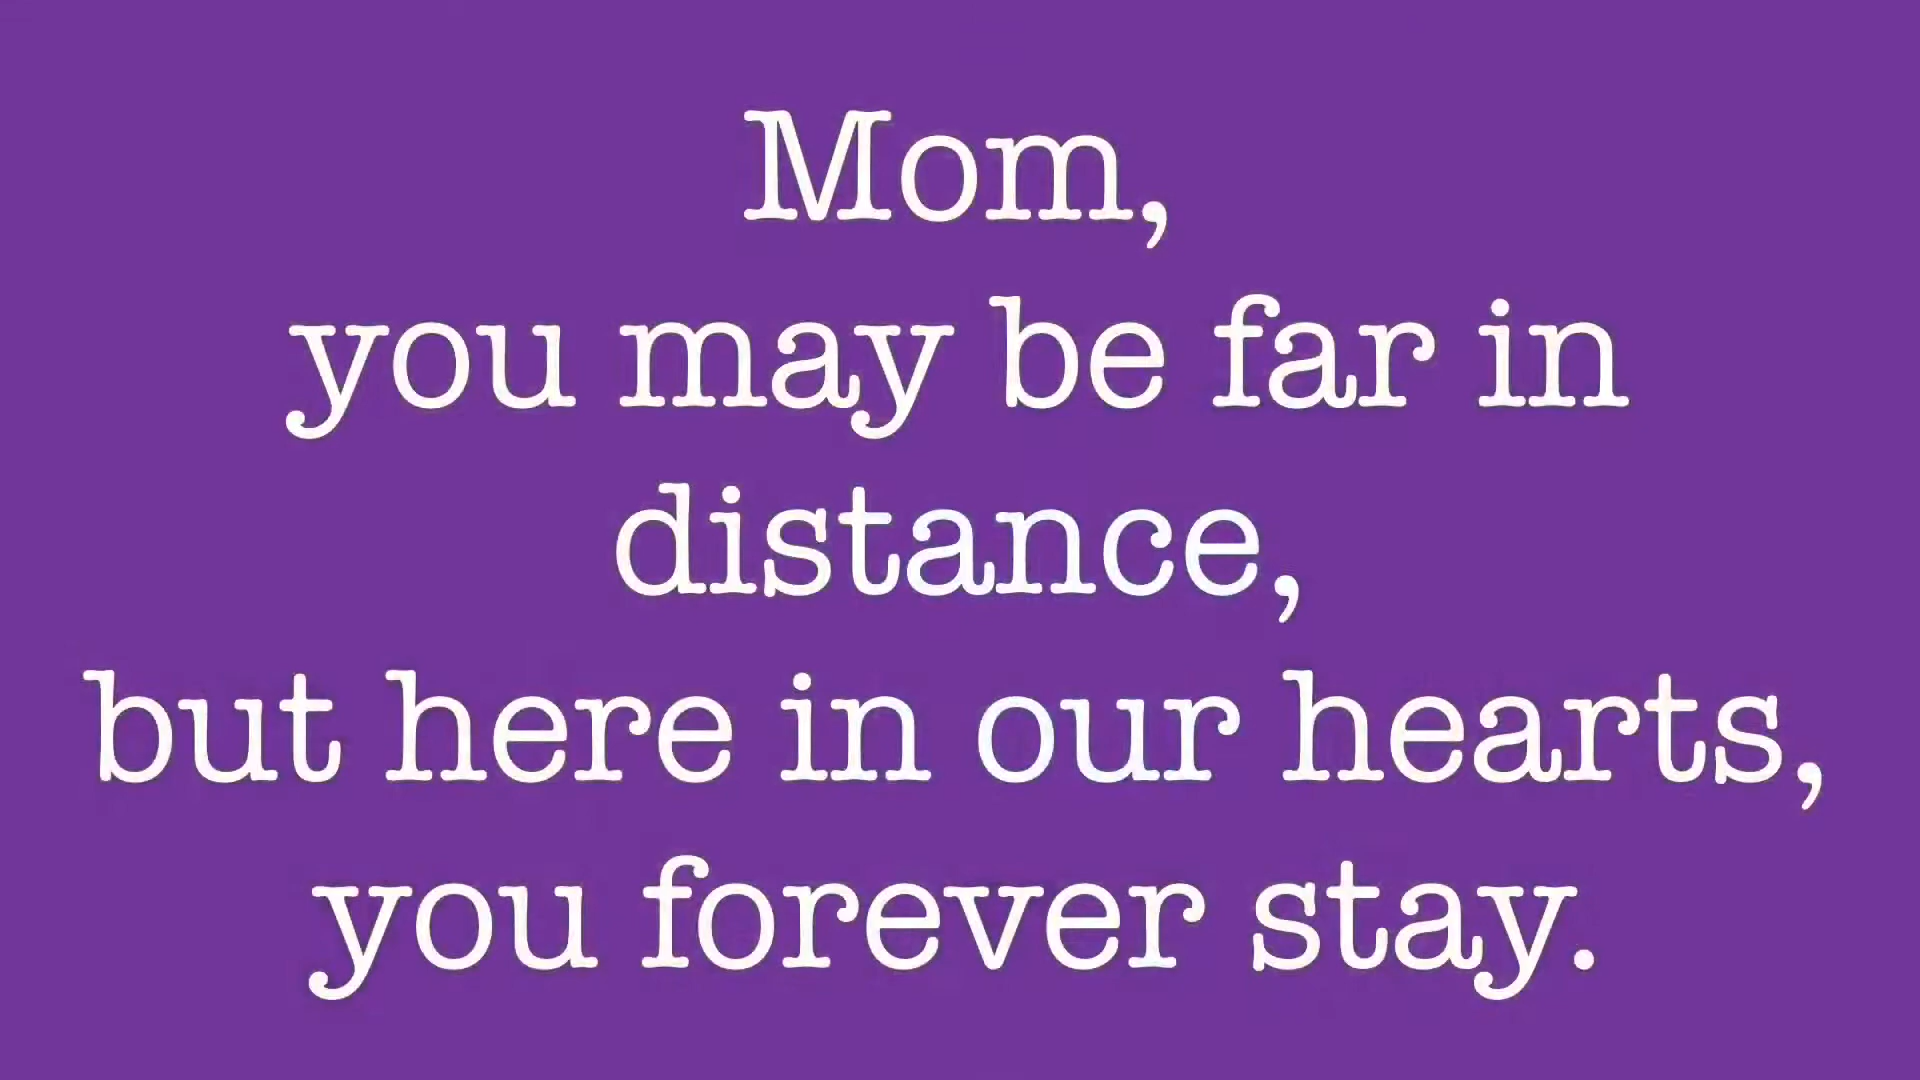 Mom,
you may be far in
distance,
but here in our hearts,
you forever stay.